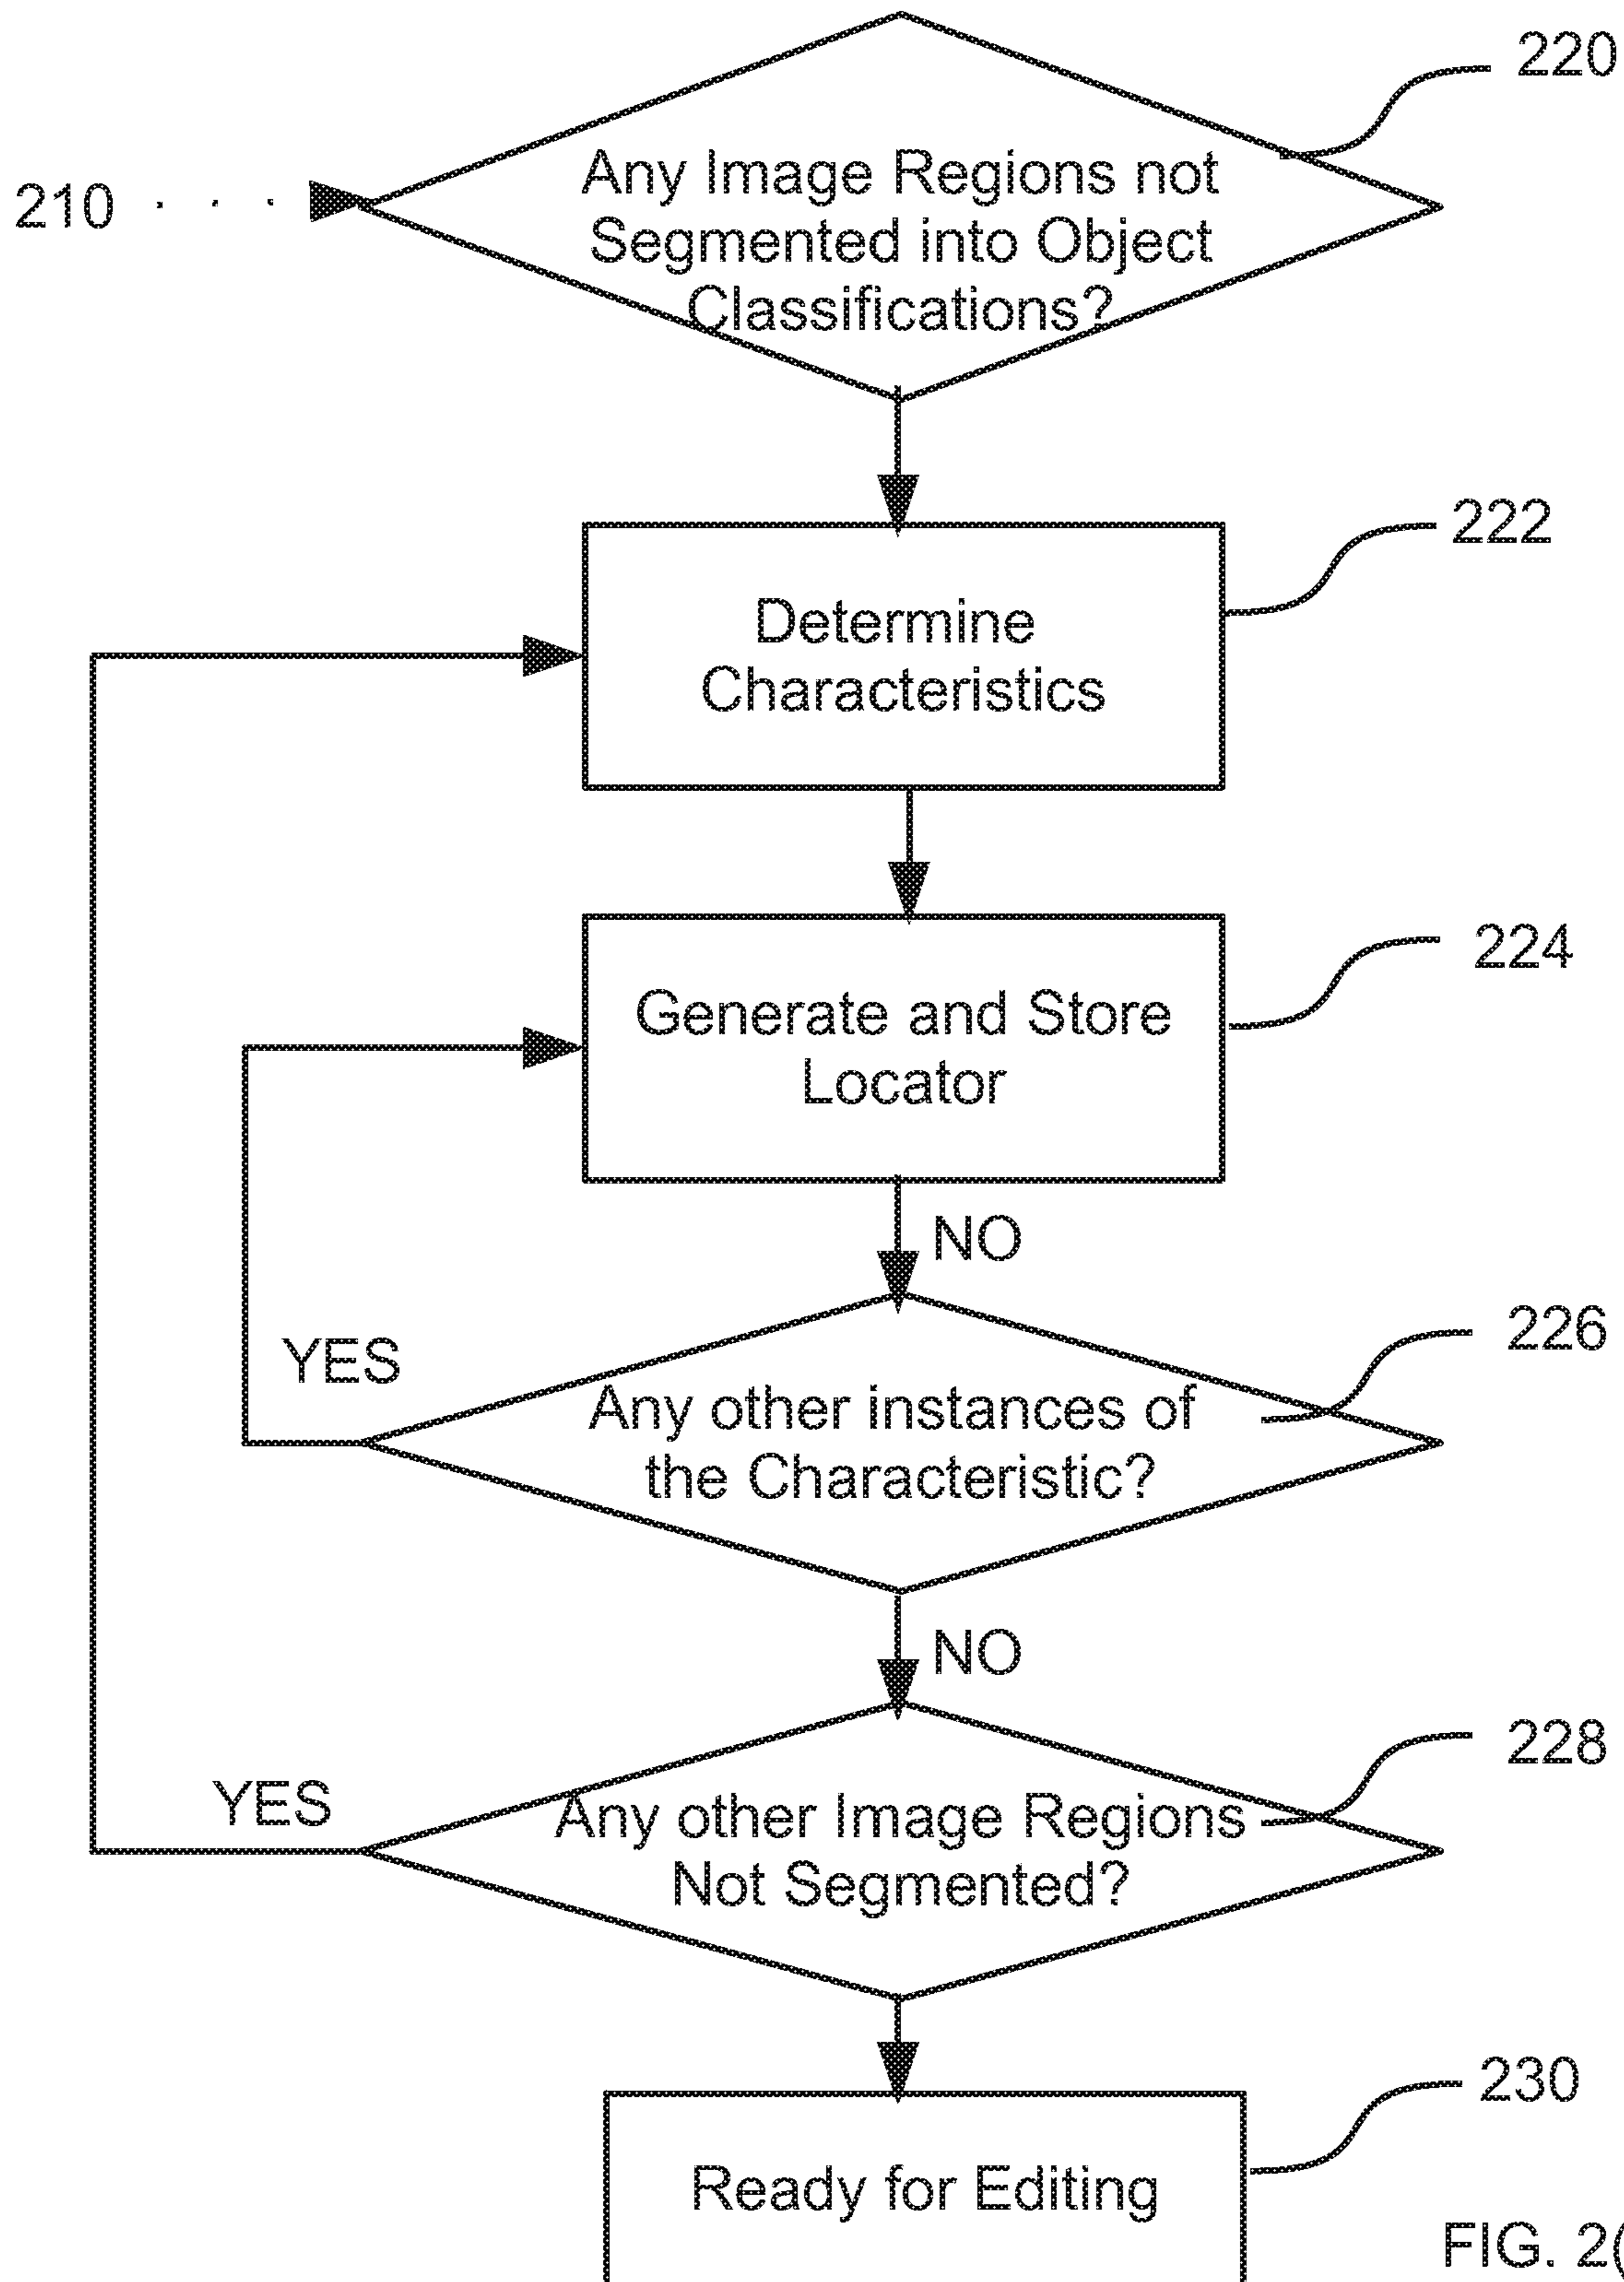 220
210 . . .
Any Image Regions not
Segmented into Object
Classifications?
222
Determine
Characteristics
224
Generate and Store
Locator
NO
226
YES
Any other instances of
the Characteristic?
NO
228
YES
Any other Image Regions
Not Segmented?
230
Ready for Editing
FIG. 2(